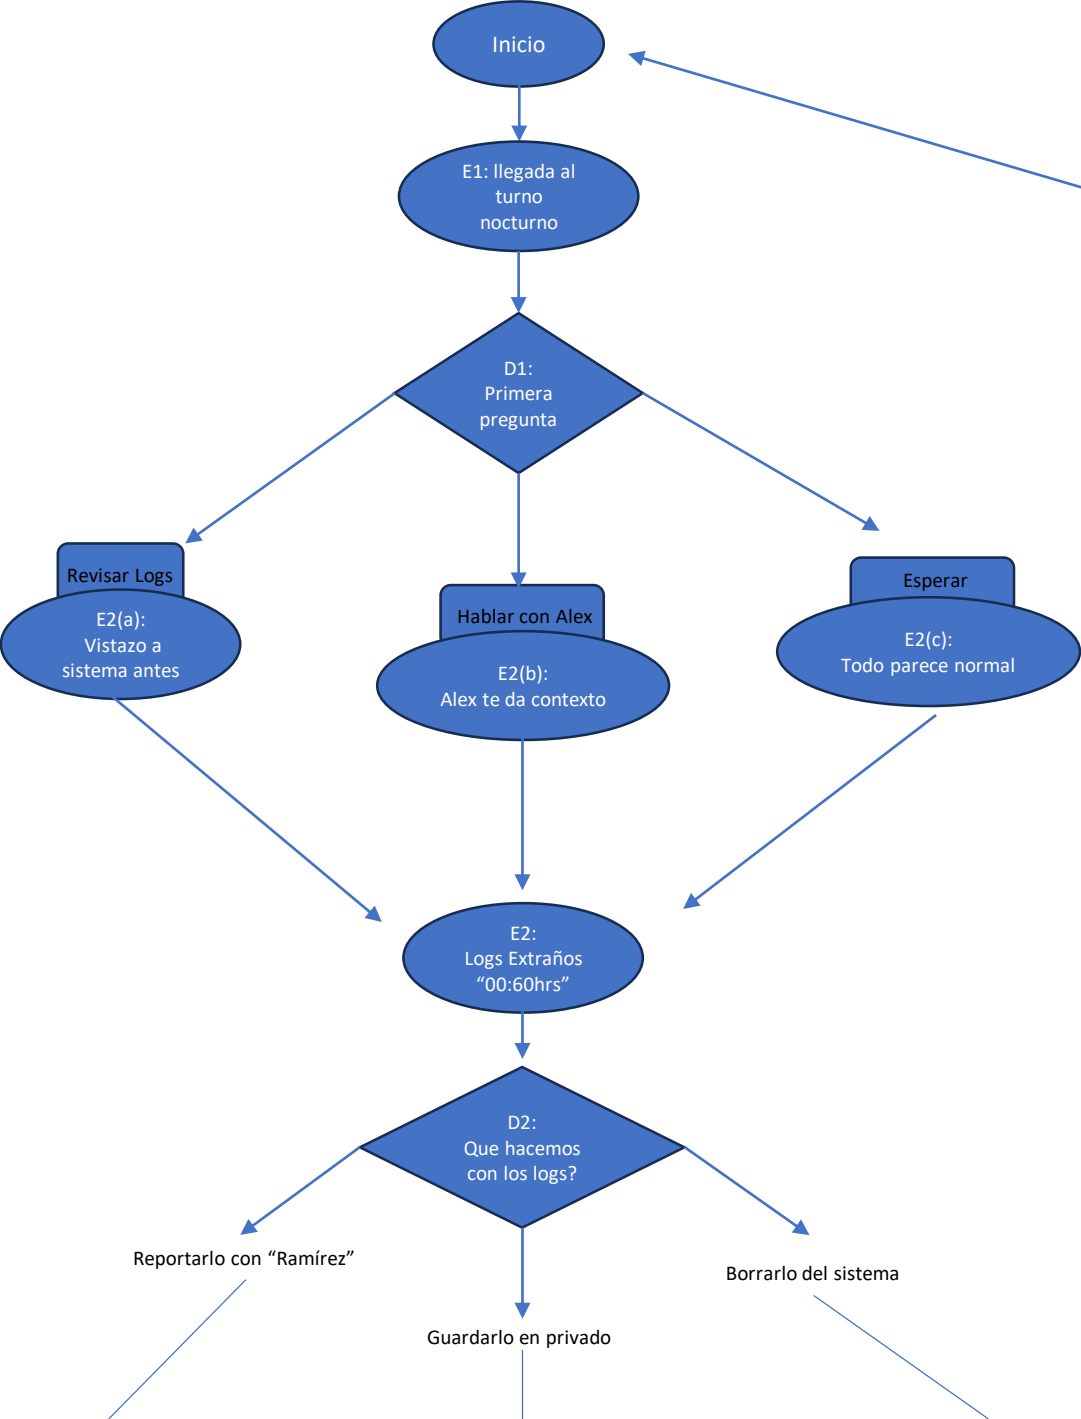 Inicio
E1: llegada al
turno
nocturno
D1:
Primera
pregunta
Revisar Logs
E2(a):
Vistazo a
sistema antes
Hablar con Alex
E2(b):
Alex te da contexto
Esperar
E2(c):
Todo parece normal
E2:
Logs Extraños
“00:60hrs”
D2:
Que hacemos
con los logs?
Reportarlo con “Ramírez”
Borrarlo del sistema
Guardarlo en privado